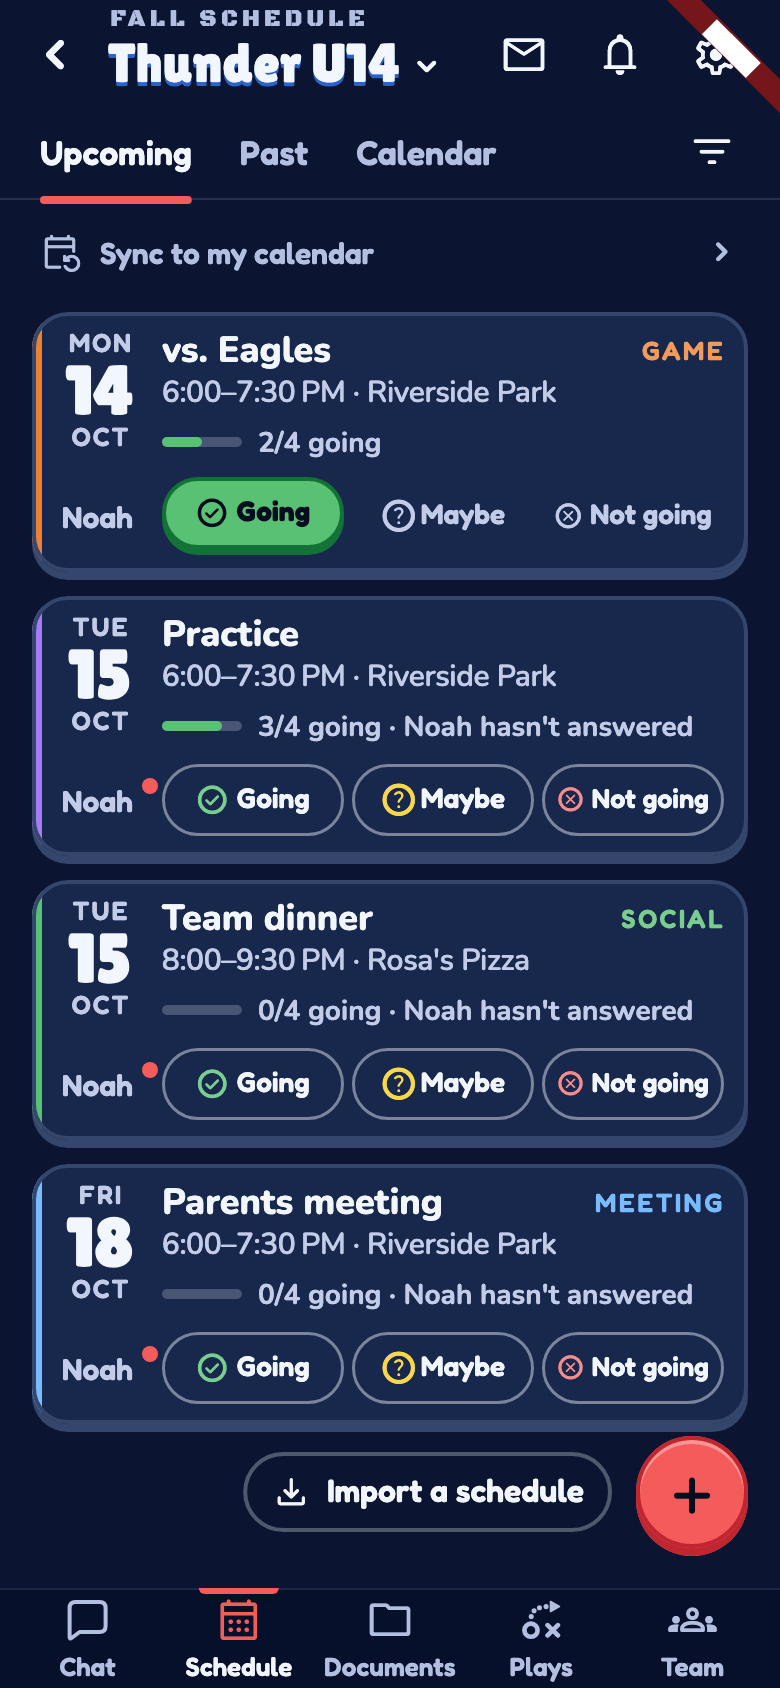 FALL SCHEDULE
Thunder U14
Upcoming Past Calendar
Sync to my calendar
MON
14
OCT
vs. Eagles
GAME
6:00–7:30 PM · Riverside Park
2/4 going
Noah Going Maybe Not going
TUE
15
OCT
Practice
6:00–7:30 PM · Riverside Park
3/4 going · Noah hasn't answered
Noah Going Maybe Not going
TUE
15
OCT
Team dinner
SOCIAL
8:00–9:30 PM · Rosa's Pizza
0/4 going · Noah hasn't answered
Noah Going Maybe Not going
FRI
18
OCT
Parents meeting
MEETING
6:00–7:30 PM · Riverside Park
0/4 going · Noah hasn't answered
Noah Going Maybe Not going
Import a schedule
Chat Schedule Documents Plays Team